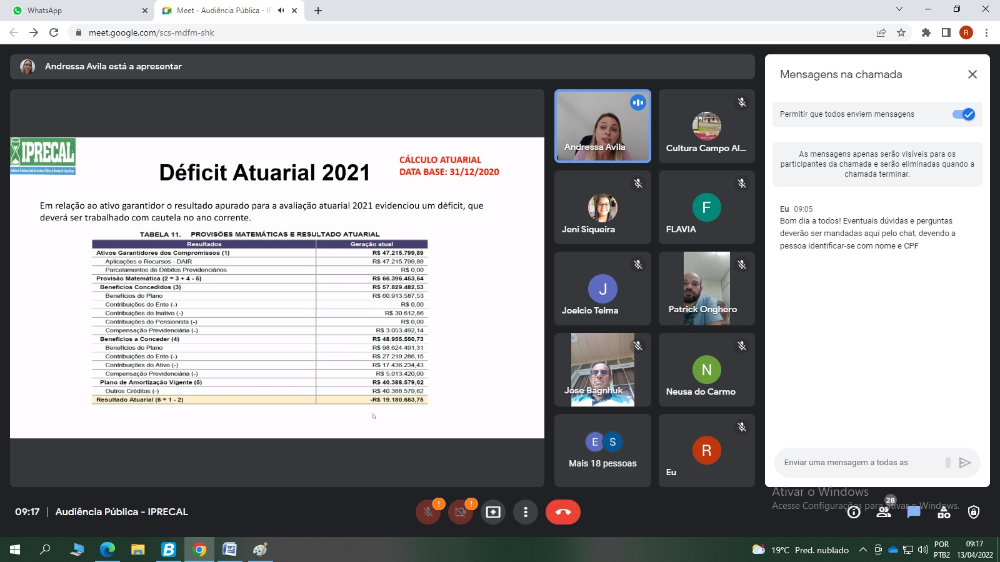 WhatsApp
Meet - Audiência Pública - IP
meet.google.com/scs-mdfm-shk
R
Andressa Avila está a apresentar
IPRECAL
Déficit Atuarial 2021
CÁLCULO ATUARIAL
DATA BASE: 31/12/2020
Em relação ao ativo garantidor o resultado apurado para a avaliação atuarial 2021 evidenciou um déficit, que
deverá ser trabalhado com cautela no ano corrente.
TABELA 11. PROVISÕES MATEMÁTICAS E RESULTADO ATUARIAL
Resultados Geração atual
Ativos Garantidores dos Compromissos (1) R$ 47.215.799,89
Aplicações e Recursos - DAIR R$ 47.215.799,89
Parcelamentos de Débitos Previdenciários R$ 0,00
Provisão Matemática (2 = 3 + 4 - 5) R$ 66.396.453,64
Benefícios Concedidos (3) R$ 57.829.482,53
Benefícios do Plano R$ 60.913.587,53
Contribuições do Ente (-) R$ 0,00
Contribuições do Inativo (-) R$ 30.612,86
Contribuições do Pensionista (-) R$ 0,00
Compensação Previdenciária (-) R$ 3.053.492,14
Benefícios a Conceder (4) R$ 48.955.550,73
Benefícios do Plano R$ 98.624.491,31
Contribuições do Ente (-) R$ 27.219.286,15
Contribuições do Ativo (-) R$ 17.436.234,43
Compensação Previdenciária (-) R$ 5.013.420,00
Plano de Amortização Vigente (5) R$ 40.388.579,62
Outros Créditos (-) R$ 40.388.579,62
Resultado Atuarial (6 = 1 - 2) -R$ 19.180.653,75
Andressa Avila
Cultura Campo Al...
Jeni Siqueira
F
FLAVIA
J
Joelcio Telma
Patrick Onghero
Jose Bagnhuk
N
Neusa do Carmo
E S
Mais 18 pessoas
R
Eu
Mensagens na chamada
Permitir que todos enviem mensagens
As mensagens apenas serão visíveis para os
participantes da chamada e serão eliminadas quando a
chamada terminar.
Eu 09:05
Bom dia a todos! Eventuais dúvidas e perguntas
deverão ser mandadas aqui pelo chat, devendo a
pessoa identificar-se com nome e CPF
Enviar uma mensagem a todas as
Ativar o Windows
Acesse Configurações para ativar o Windows.
28
09:17 | Audiência Pública - IPRECAL
19°C Pred. nublado
POR
PTB2
09:17
13/04/2022